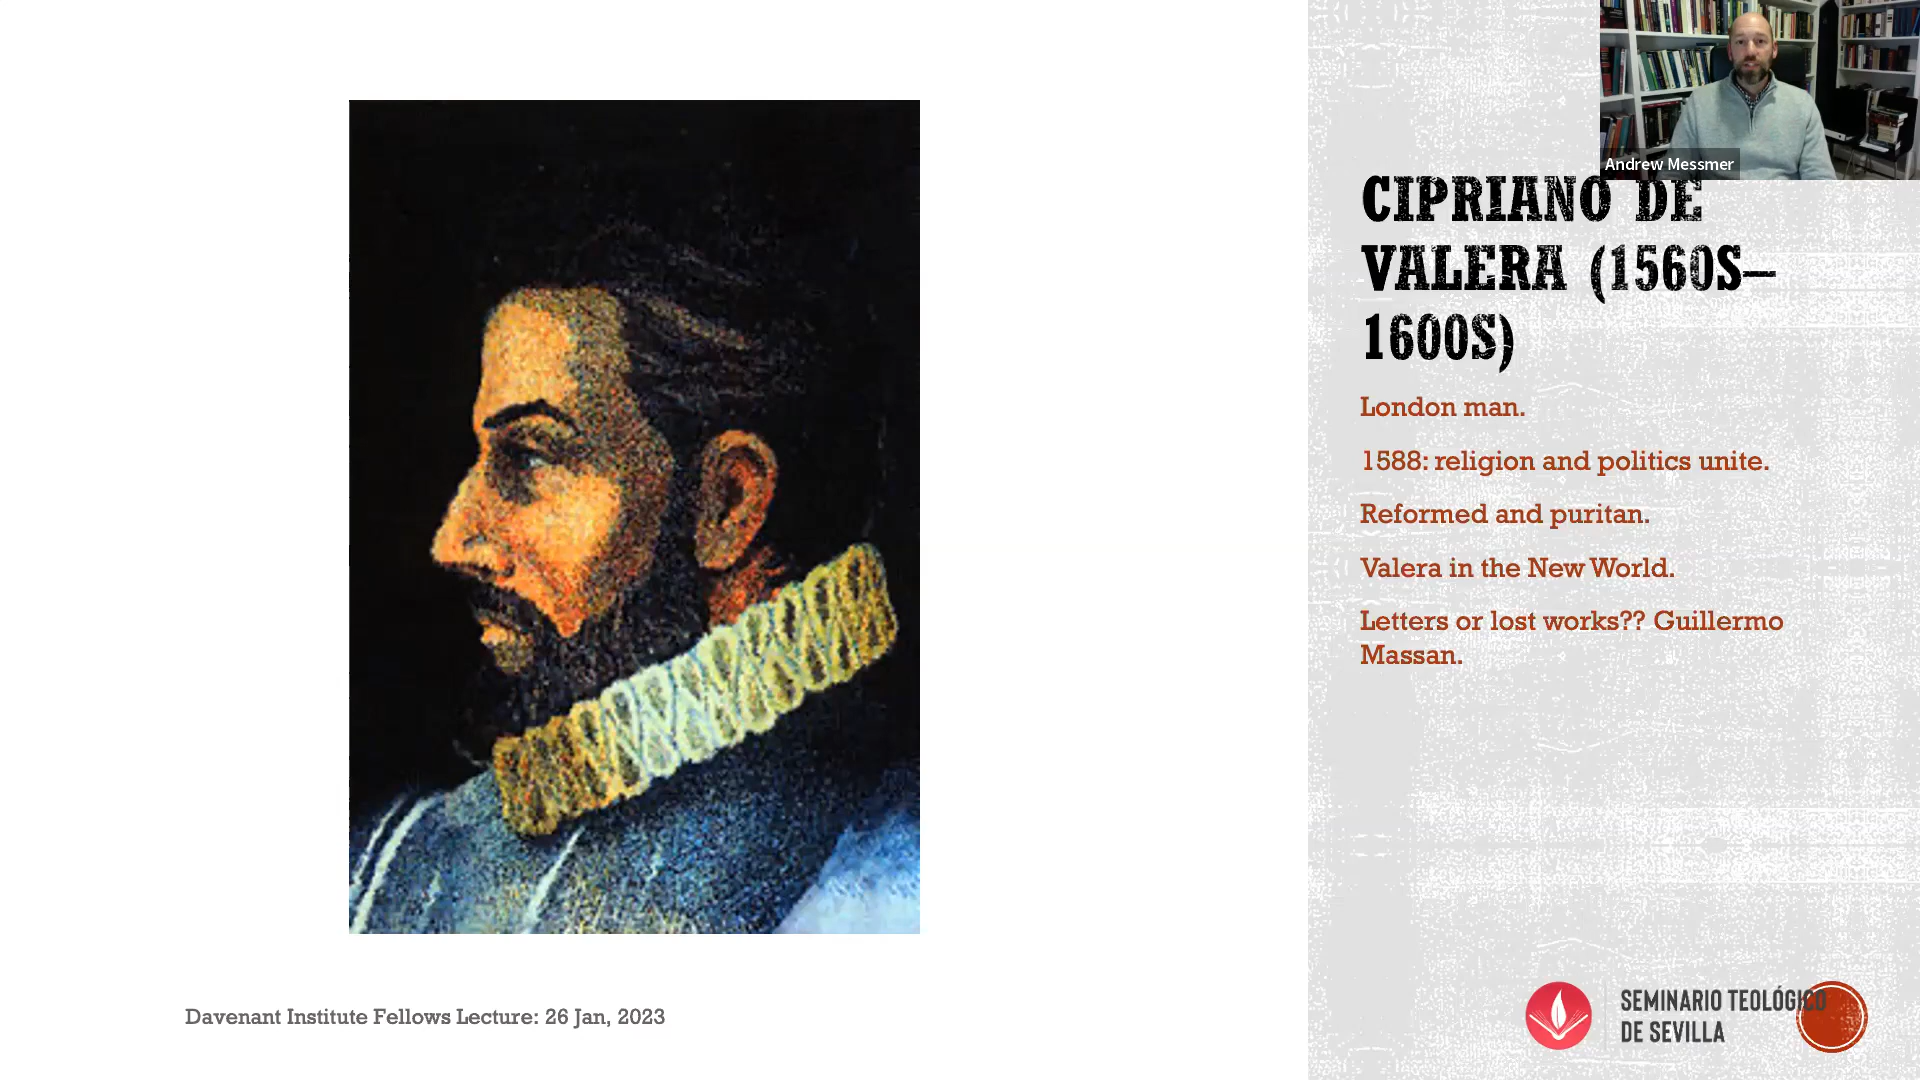 Andrew Messmer
CIPRIANO DE
VALERA (1560S–
1600S)
London man.
1588: religion and politics unite.
Reformed and puritan.
Valera in the New World.
Letters or lost works?? Guillermo
Massan.
Davenant Institute Fellows Lecture: 26 Jan, 2023
SEMINARIO TEOLÓGICO
DE SEVILLA